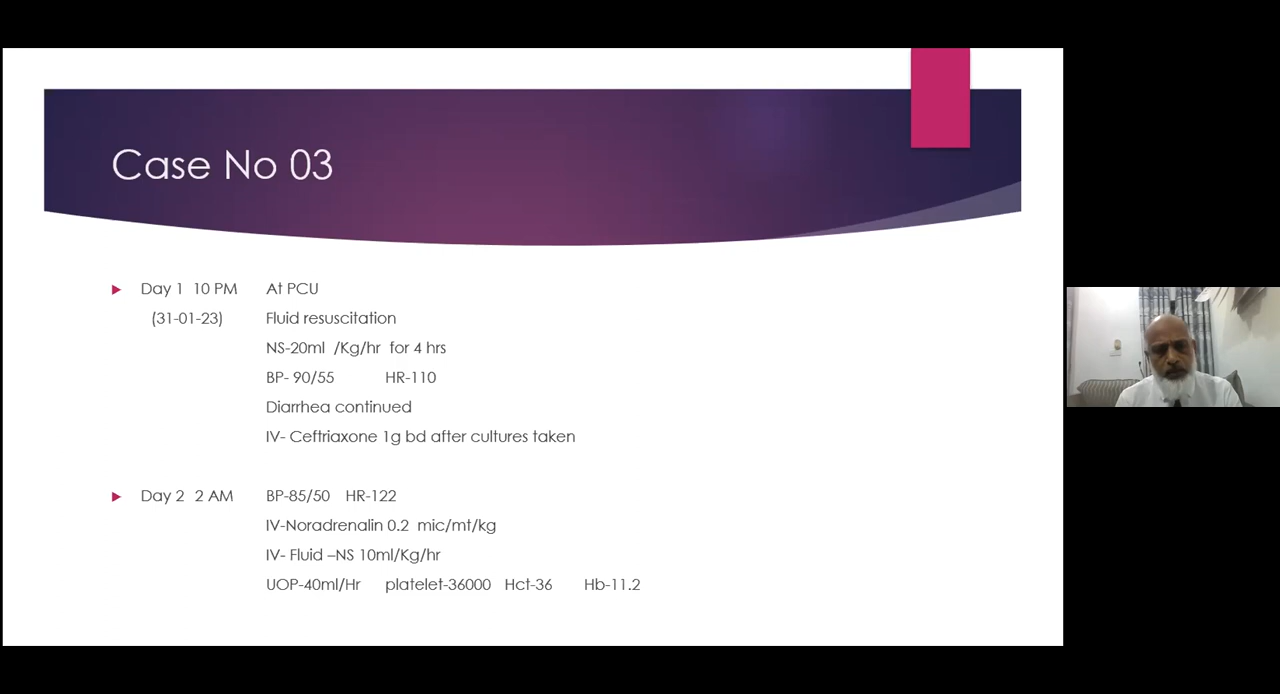 Case No 03
Day 1 10 PM At PCU
(31-01-23) Fluid resuscitation
NS-20ml /Kg/hr for 4 hrs
BP- 90/55 HR-110
Diarrhea continued
IV- Ceftriaxone 1g bd after cultures taken
Day 2 2 AM BP-85/50 HR-122
IV-Noradrenalin 0.2 mic/mt/kg
IV- Fluid –NS 10ml/Kg/hr
UOP-40ml/Hr platelet-36000 Hct-36 Hb-11.2